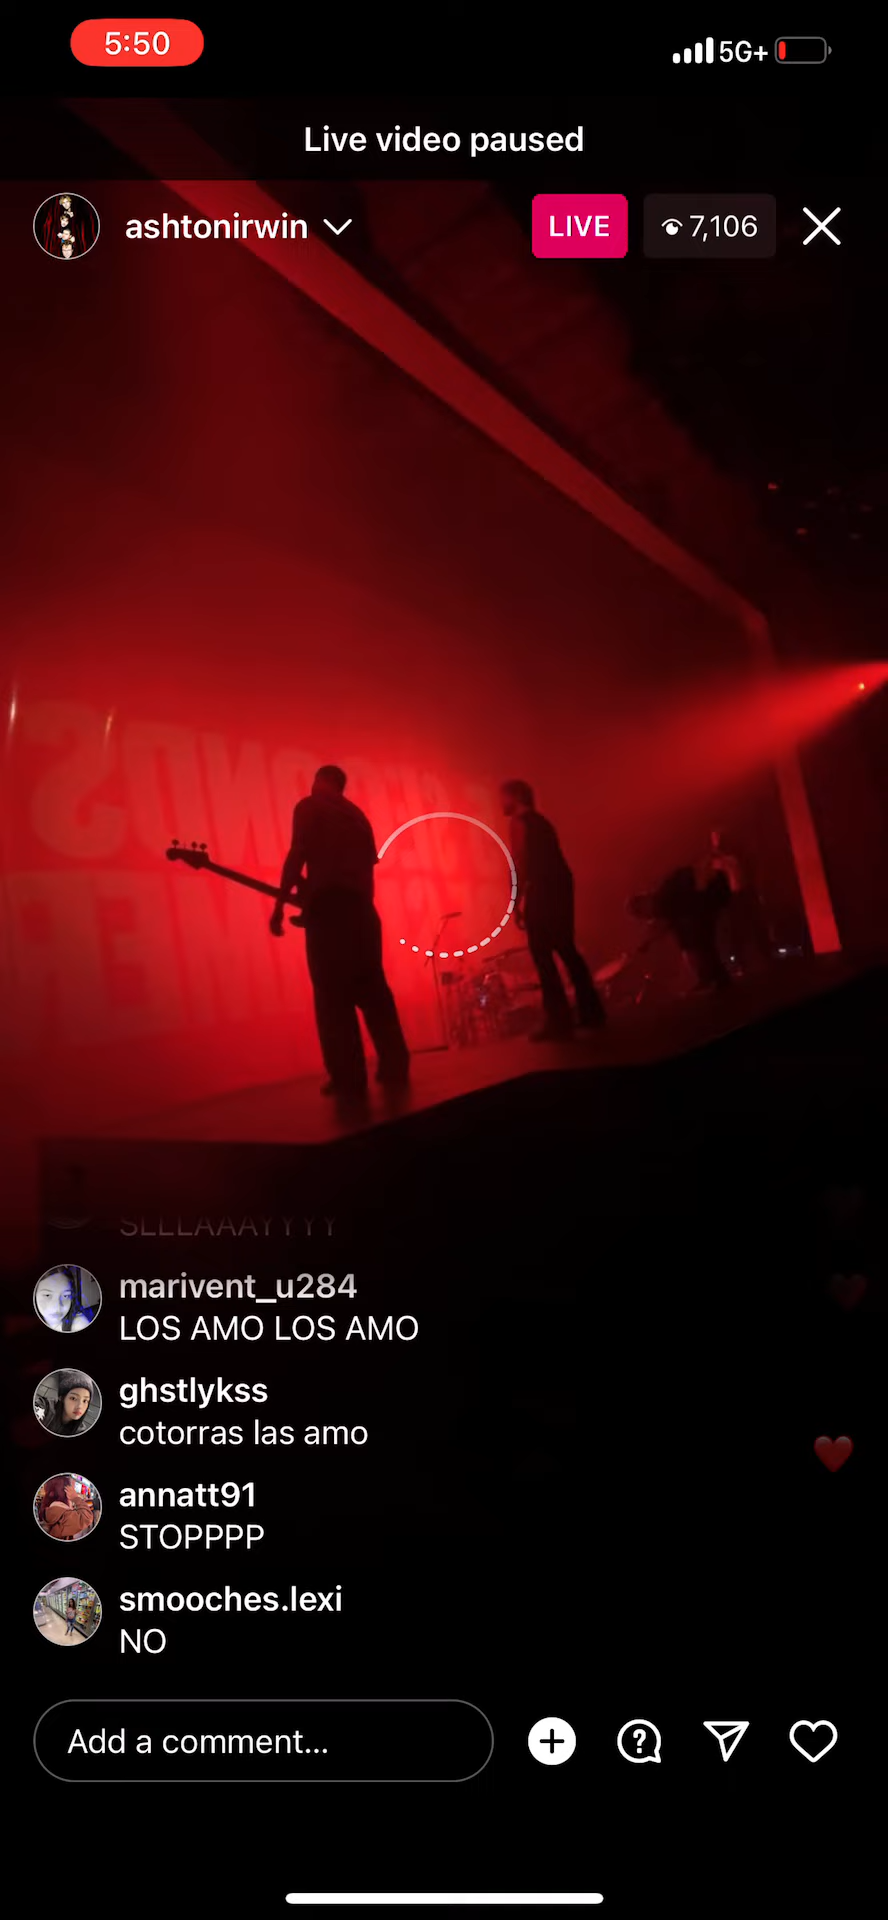 5:50
5G+
Live video paused
ashtonirwin
LIVE
7,106
SLLLAAAYYYY
marivent_u284
LOS AMO LOS AMO
ghstlykss
cotorras las amo
annatt91
STOPPPP
smooches.lexi
NO
Add a comment...